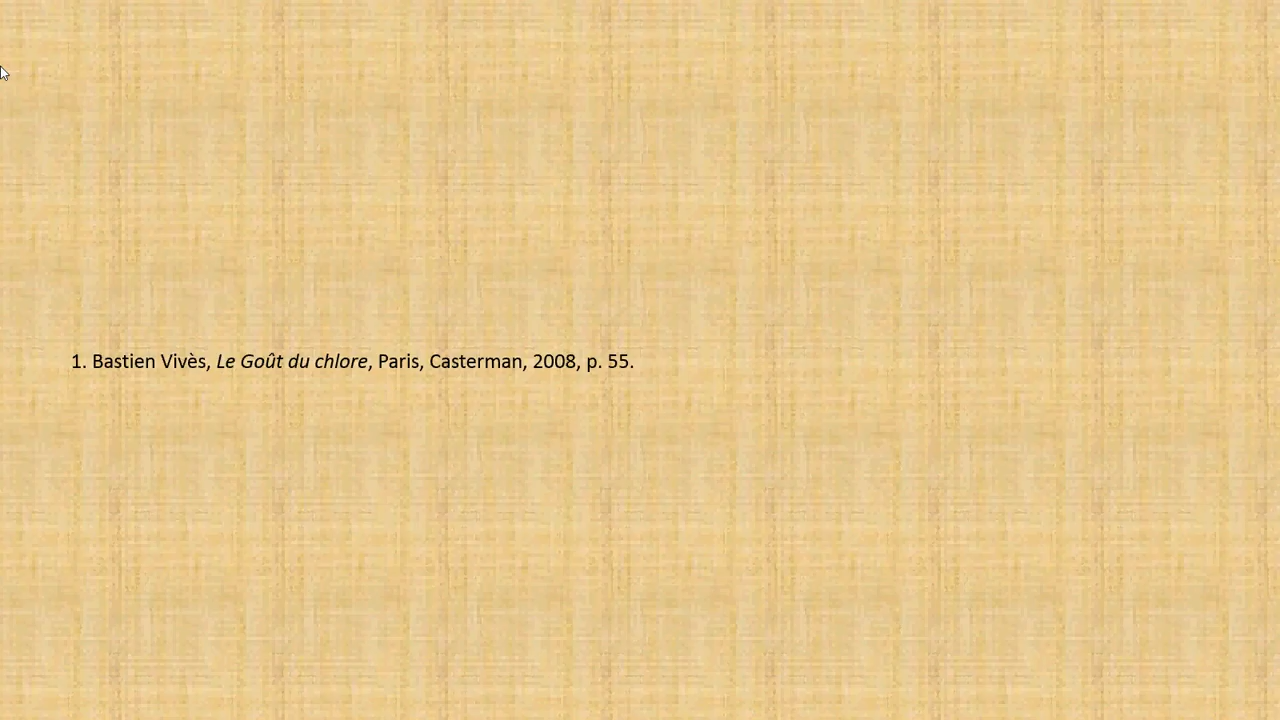 1. Bastien Vivès, Le Goût du chlore, Paris, Casterman, 2008, p. 55.